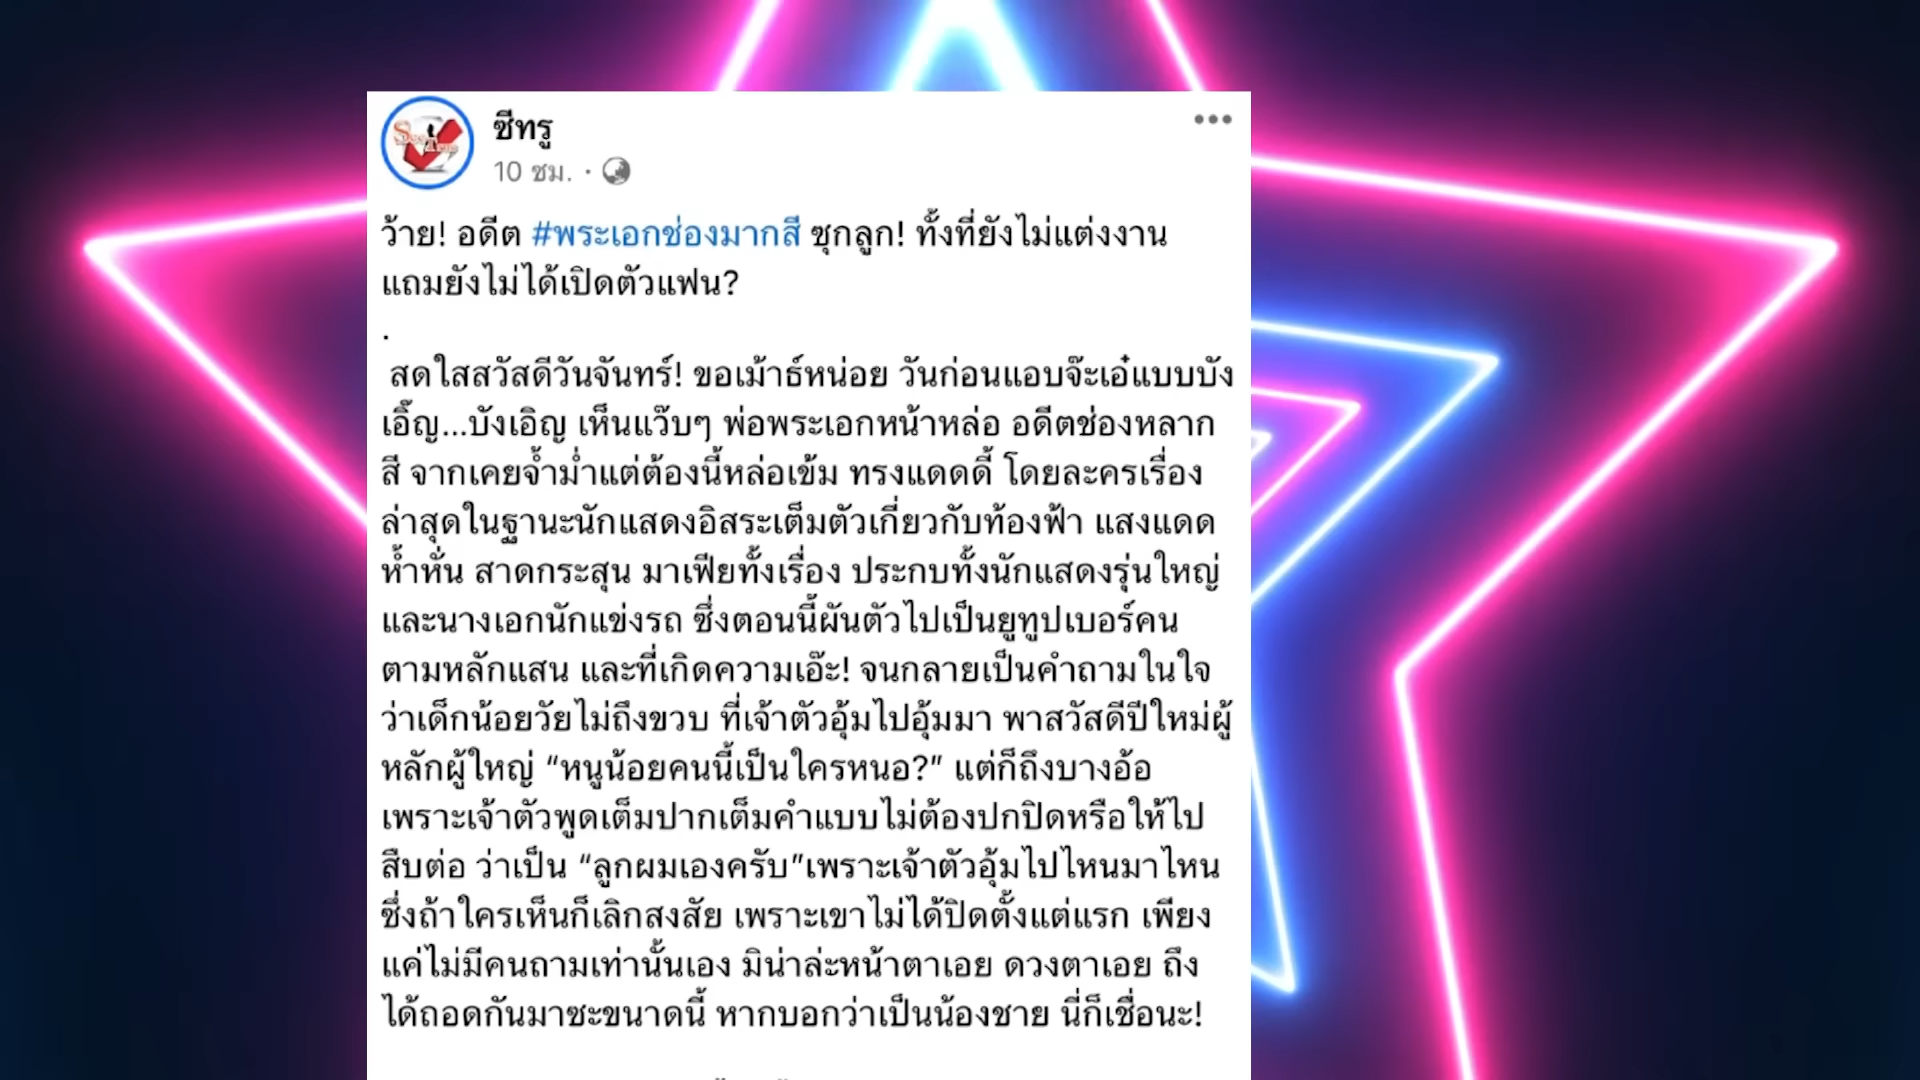 ซีทรู
10 ชม. ·
ว้าย! อดีต #พระเอกช่องมากสี ซุกลูก! ทั้งที่ยังไม่แต่งงาน
แถมยังไม่ได้เปิดตัวแฟน?
.
สดใสสวัสดีวันจันทร์! ขอเม้าธ์หน่อย วันก่อนแอบจ๊ะเอ๋แบบบัง
เอิ๊ญ...บังเอิญ เห็นแว๊บๆ พ่อพระเอกหน้าหล่อ อดีตช่องหลาก
สี จากเคยจ้ำม่ำแต่ต้องนี้หล่อเข้ม ทรงแดดดี้ โดยละครเรื่อง
ล่าสุดในฐานะนักแสดงอิสระเต็มตัวเกี่ยวกับท้องฟ้า แสงแดด
ห้ำหั่น สาดกระสุน มาเฟียทั้งเรื่อง ประกบทั้งนักแสดงรุ่นใหญ่
และนางเอกนักแข่งรถ ซึ่งตอนนี้ผันตัวไปเป็นยูทูปเบอร์คน
ตามหลักแสน และที่เกิดความเอ๊ะ! จนกลายเป็นคำถามในใจ
ว่าเด็กน้อยวัยไม่ถึงขวบ ที่เจ้าตัวอุ้มไปอุ้มมา พาสวัสดีปีใหม่ผู้
หลักผู้ใหญ่ “หนูน้อยคนนี้เป็นใครหนอ?” แต่ก็ถึงบางอ้อ
เพราะเจ้าตัวพูดเต็มปากเต็มคำแบบไม่ต้องปกปิดหรือให้ไป
สืบต่อ ว่าเป็น “ลูกผมเองครับ”เพราะเจ้าตัวอุ้มไปไหนมาไหน
ซึ่งถ้าใครเห็นก็เลิกสงสัย เพราะเขาไม่ได้ปิดตั้งแต่แรก เพียง
แค่ไม่มีคนถามเท่านั้นเอง มิน่าล่ะหน้าตาเอย ดวงตาเอย ถึง
ได้ถอดกันมาซะขนาดนี้ หากบอกว่าเป็นน้องชาย นี่ก็เชื่อนะ!